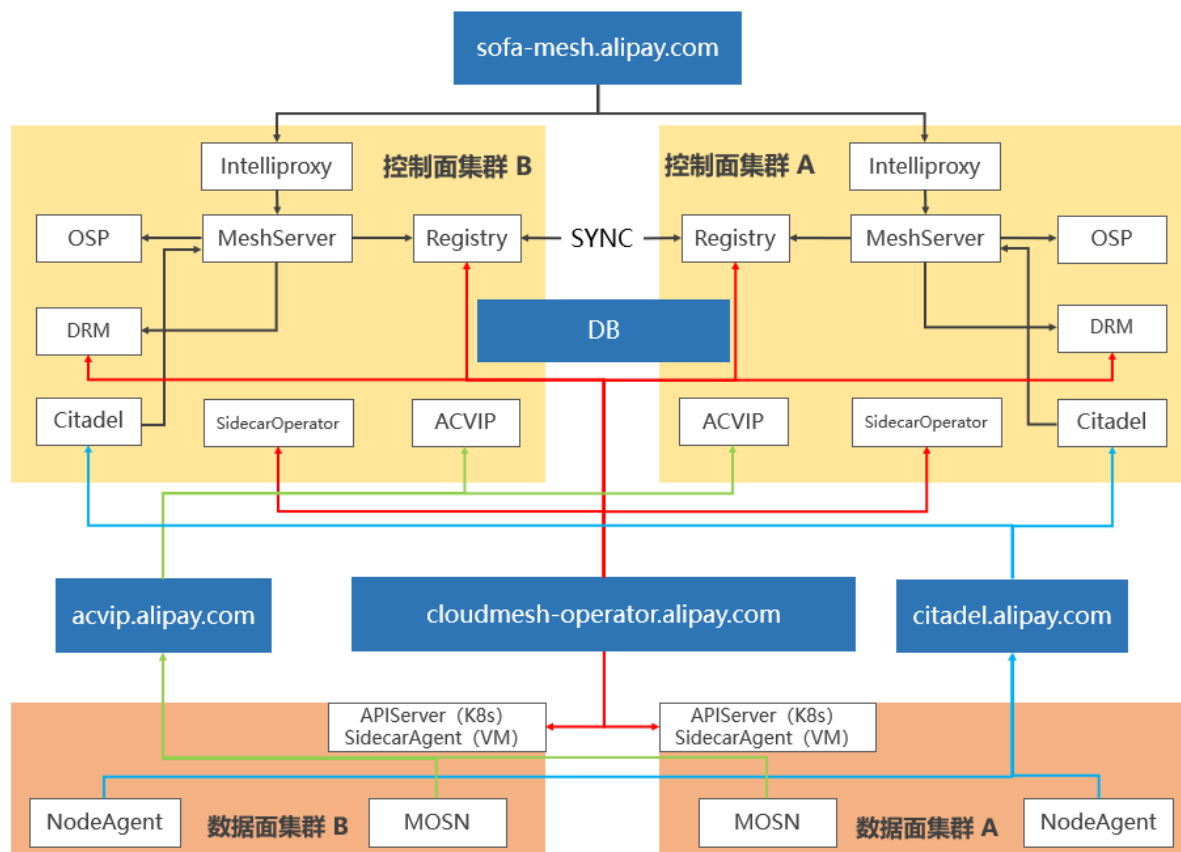 sofa-mesh.alipay.com
Intelliproxy
控制面集群 B
控制面集群 A
Intelliproxy
OSP
MeshServer
Registry
SYNC
Registry
MeshServer
OSP
DRM
DB
DRM
Citadel
SidecarOperator
ACVIP
ACVIP
SidecarOperator
Citadel
acvip.alipay.com
cloudmesh-operator.alipay.com
citadel.alipay.com
APIServer（K8s）
SidecarAgent（VM）
APIServer（K8s）
SidecarAgent（VM）
NodeAgent
数据面集群 B
MOSN
MOSN
数据面集群 A
NodeAgent